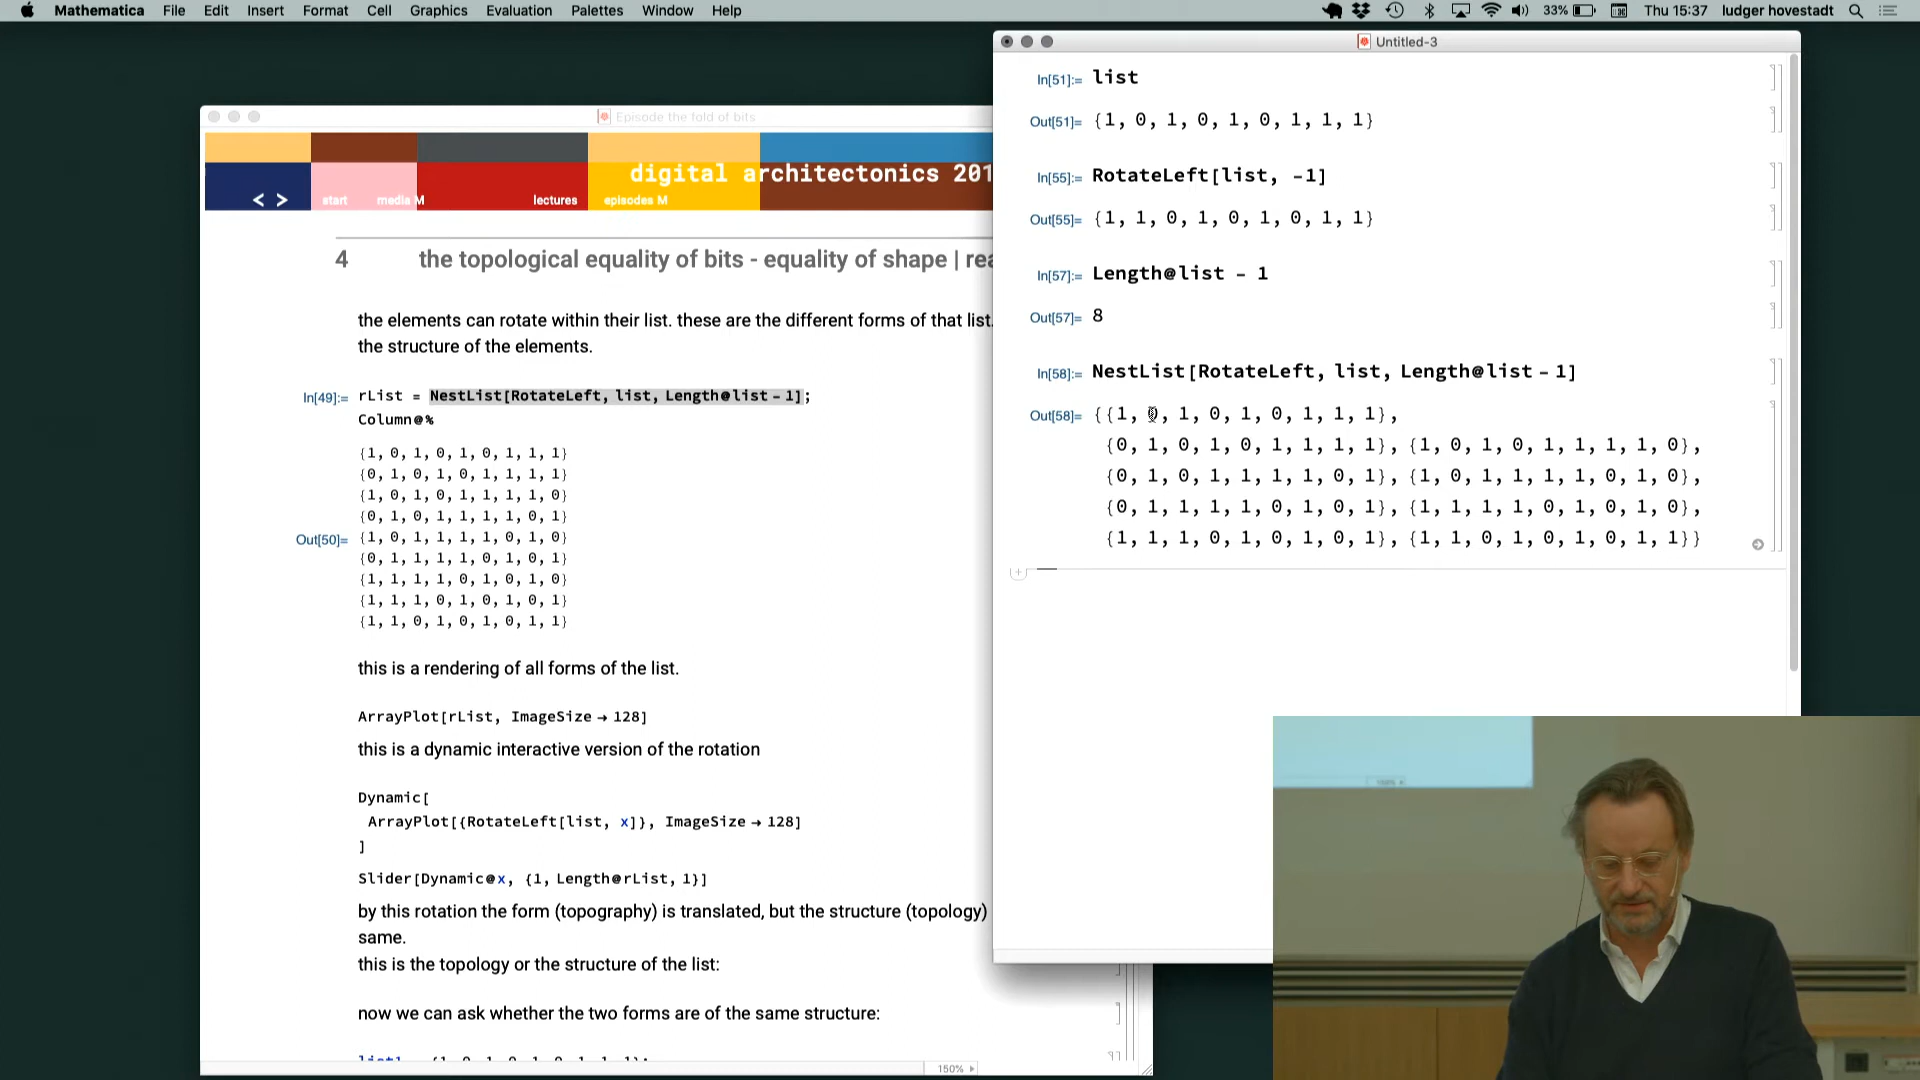 Mathematica File Edit Insert Format Cell Graphics Evaluation Palettes Window Help 33% Thu 15:37 ludger hovestadt
Episode the fold of bits
digital architectonics 201
< > start media M lectures episodes M
4 the topological equality of bits - equality of shape | rea
the elements can rotate within their list. these are the different forms of that list.
the structure of the elements.
In[49]:= rList = NestList[RotateLeft, list, Length@list - 1];
Column@%
{1, 0, 1, 0, 1, 0, 1, 1, 1}
{0, 1, 0, 1, 0, 1, 1, 1, 1}
{1, 0, 1, 0, 1, 1, 1, 1, 0}
{0, 1, 0, 1, 1, 1, 1, 0, 1}
Out[50]= {1, 0, 1, 1, 1, 1, 0, 1, 0}
{0, 1, 1, 1, 1, 0, 1, 0, 1}
{1, 1, 1, 1, 0, 1, 0, 1, 0}
{1, 1, 1, 0, 1, 0, 1, 0, 1}
{1, 1, 0, 1, 0, 1, 0, 1, 1}
this is a rendering of all forms of the list.
ArrayPlot[rList, ImageSize → 128]
this is a dynamic interactive version of the rotation
Dynamic[
ArrayPlot[{RotateLeft[list, x]}, ImageSize → 128]
]
Slider[Dynamic@x, {1, Length@rList, 1}]
by this rotation the form (topography) is translated, but the structure (topology)
same.
this is the topology or the structure of the list:
now we can ask whether the two forms are of the same structure:
150%
Untitled-3
In[51]:= list
Out[51]= {1, 0, 1, 0, 1, 0, 1, 1, 1}
In[55]:= RotateLeft[list, -1]
Out[55]= {1, 1, 0, 1, 0, 1, 0, 1, 1}
In[57]:= Length@list - 1
Out[57]= 8
In[58]:= NestList[RotateLeft, list, Length@list - 1]
Out[58]= {{1, 0, 1, 0, 1, 0, 1, 1, 1},
{0, 1, 0, 1, 0, 1, 1, 1, 1}, {1, 0, 1, 0, 1, 1, 1, 1, 0},
{0, 1, 0, 1, 1, 1, 1, 0, 1}, {1, 0, 1, 1, 1, 1, 0, 1, 0},
{0, 1, 1, 1, 1, 0, 1, 0, 1}, {1, 1, 1, 1, 0, 1, 0, 1, 0},
{1, 1, 1, 0, 1, 0, 1, 0, 1}, {1, 1, 0, 1, 0, 1, 0, 1, 1}}